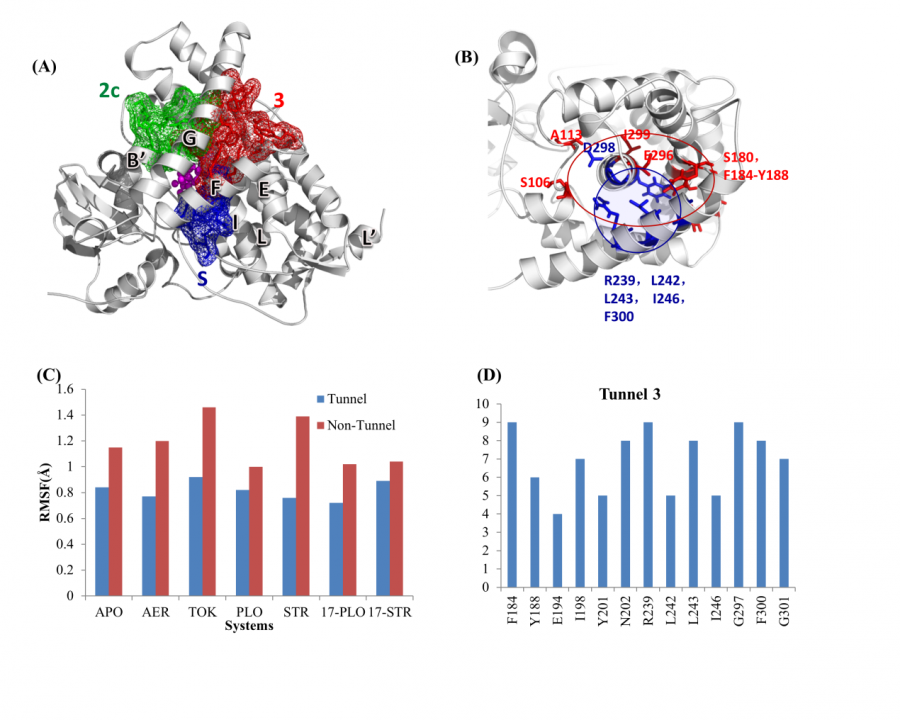 (A)
2c
3
G
B’
F
E
I
L
L’
S
(B)
A113
I299
D298
E296
S180，
F184-Y188
S106
R239， L242，
L243， I246，
F300
(C)
1.6
1.4
1.2
1
0.8
0.6
0.4
0.2
0
RMSF(Å)
Tunnel
Non-Tunnel
APO AER TOK PLO STR 17-PLO 17-STR
Systems
(D)
Tunnel 3
10
9
8
7
6
5
4
3
2
1
0
F184
Y188
E194
I198
Y201
N202
R239
L242
L243
I246
G297
F300
G301